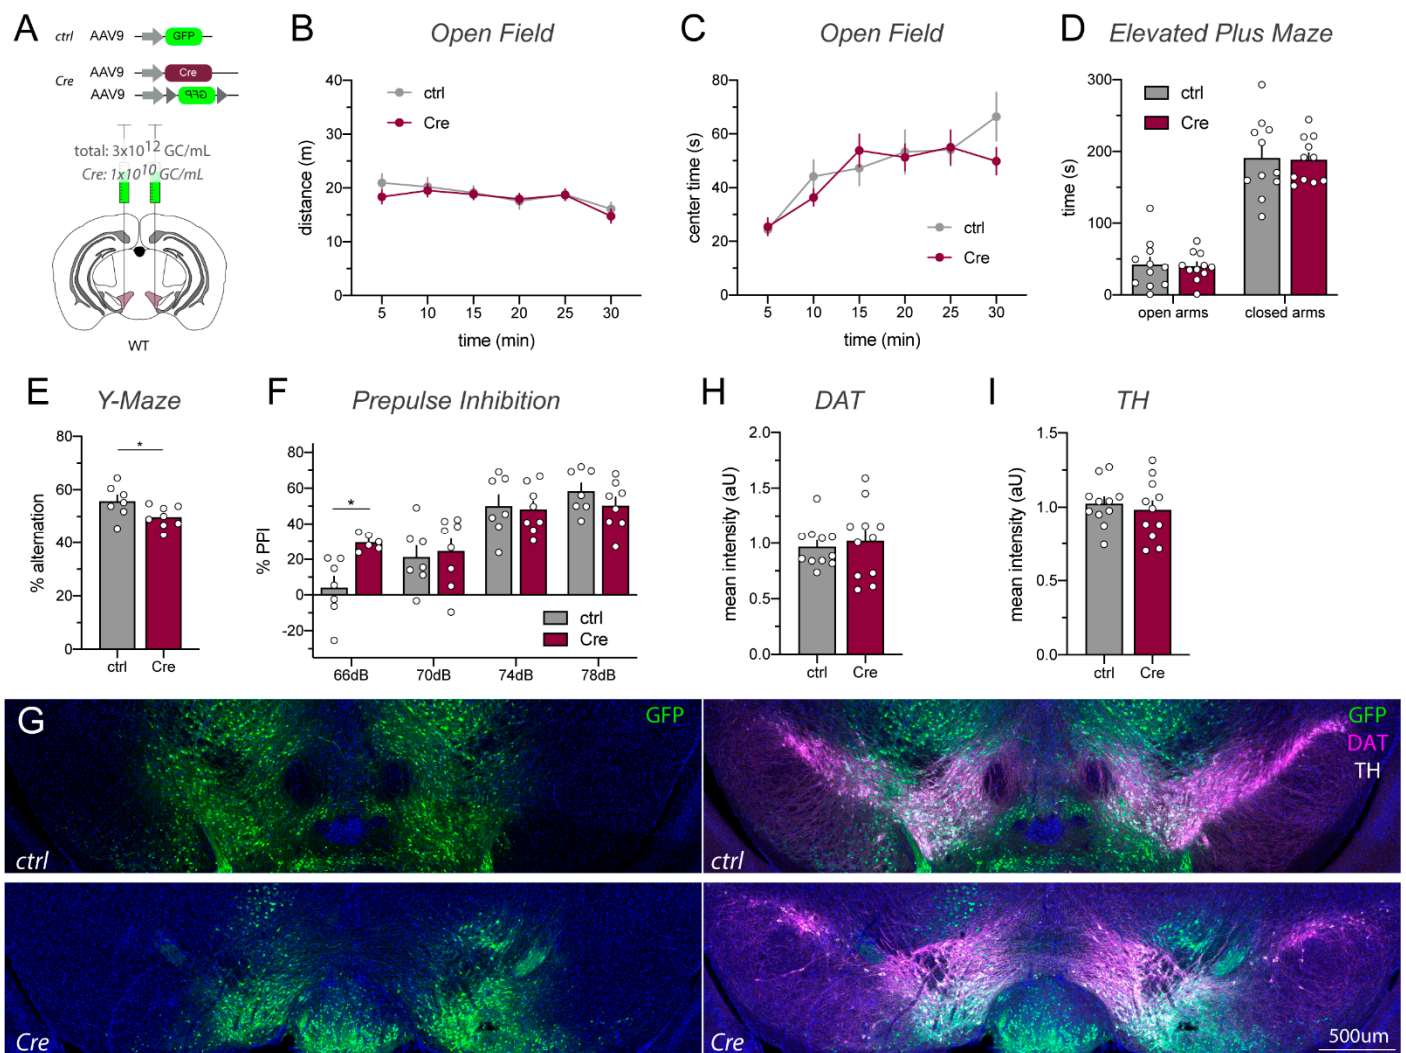 A
ctrl
AAV9
GFP
Cre
AAV9
Cre
AAV9
GFP
total: 3x10^12 GC/mL
Cre: 1x10^10 GC/mL
WT
B
Open Field
40
30
20
10
0
distance (m)
ctrl
Cre
5 10 15 20 25 30
time (min)
C
Open Field
80
60
40
20
0
center time (s)
ctrl
Cre
5 10 15 20 25 30
time (min)
D
Elevated Plus Maze
300
200
100
0
time (s)
ctrl
Cre
open arms closed arms
E
Y-Maze
80
60
40
20
0
% alternation
*
ctrl Cre
F
Prepulse Inhibition
80
60
40
20
0
-20
% PPI
*
ctrl
Cre
66dB 70dB 74dB 78dB
H
DAT
2.0
1.5
1.0
0.5
0.0
mean intensity (aU)
ctrl Cre
I
TH
1.5
1.0
0.5
0.0
mean intensity (aU)
ctrl Cre
G
GFP
ctrl
GFP
DAT
TH
ctrl
Cre
Cre
500um